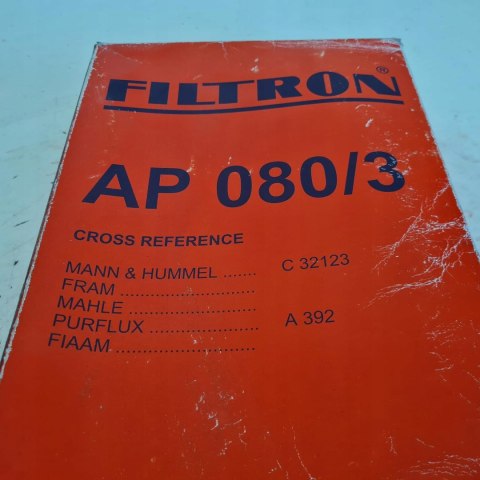 FILTRON®
AP 080/3
CROSS REFERENCE
MANN & HUMMEL ....... C 32123
FRAM ......................
MAHLE ..........................
PURFLUX ...................... A 392
FIAAM ............................